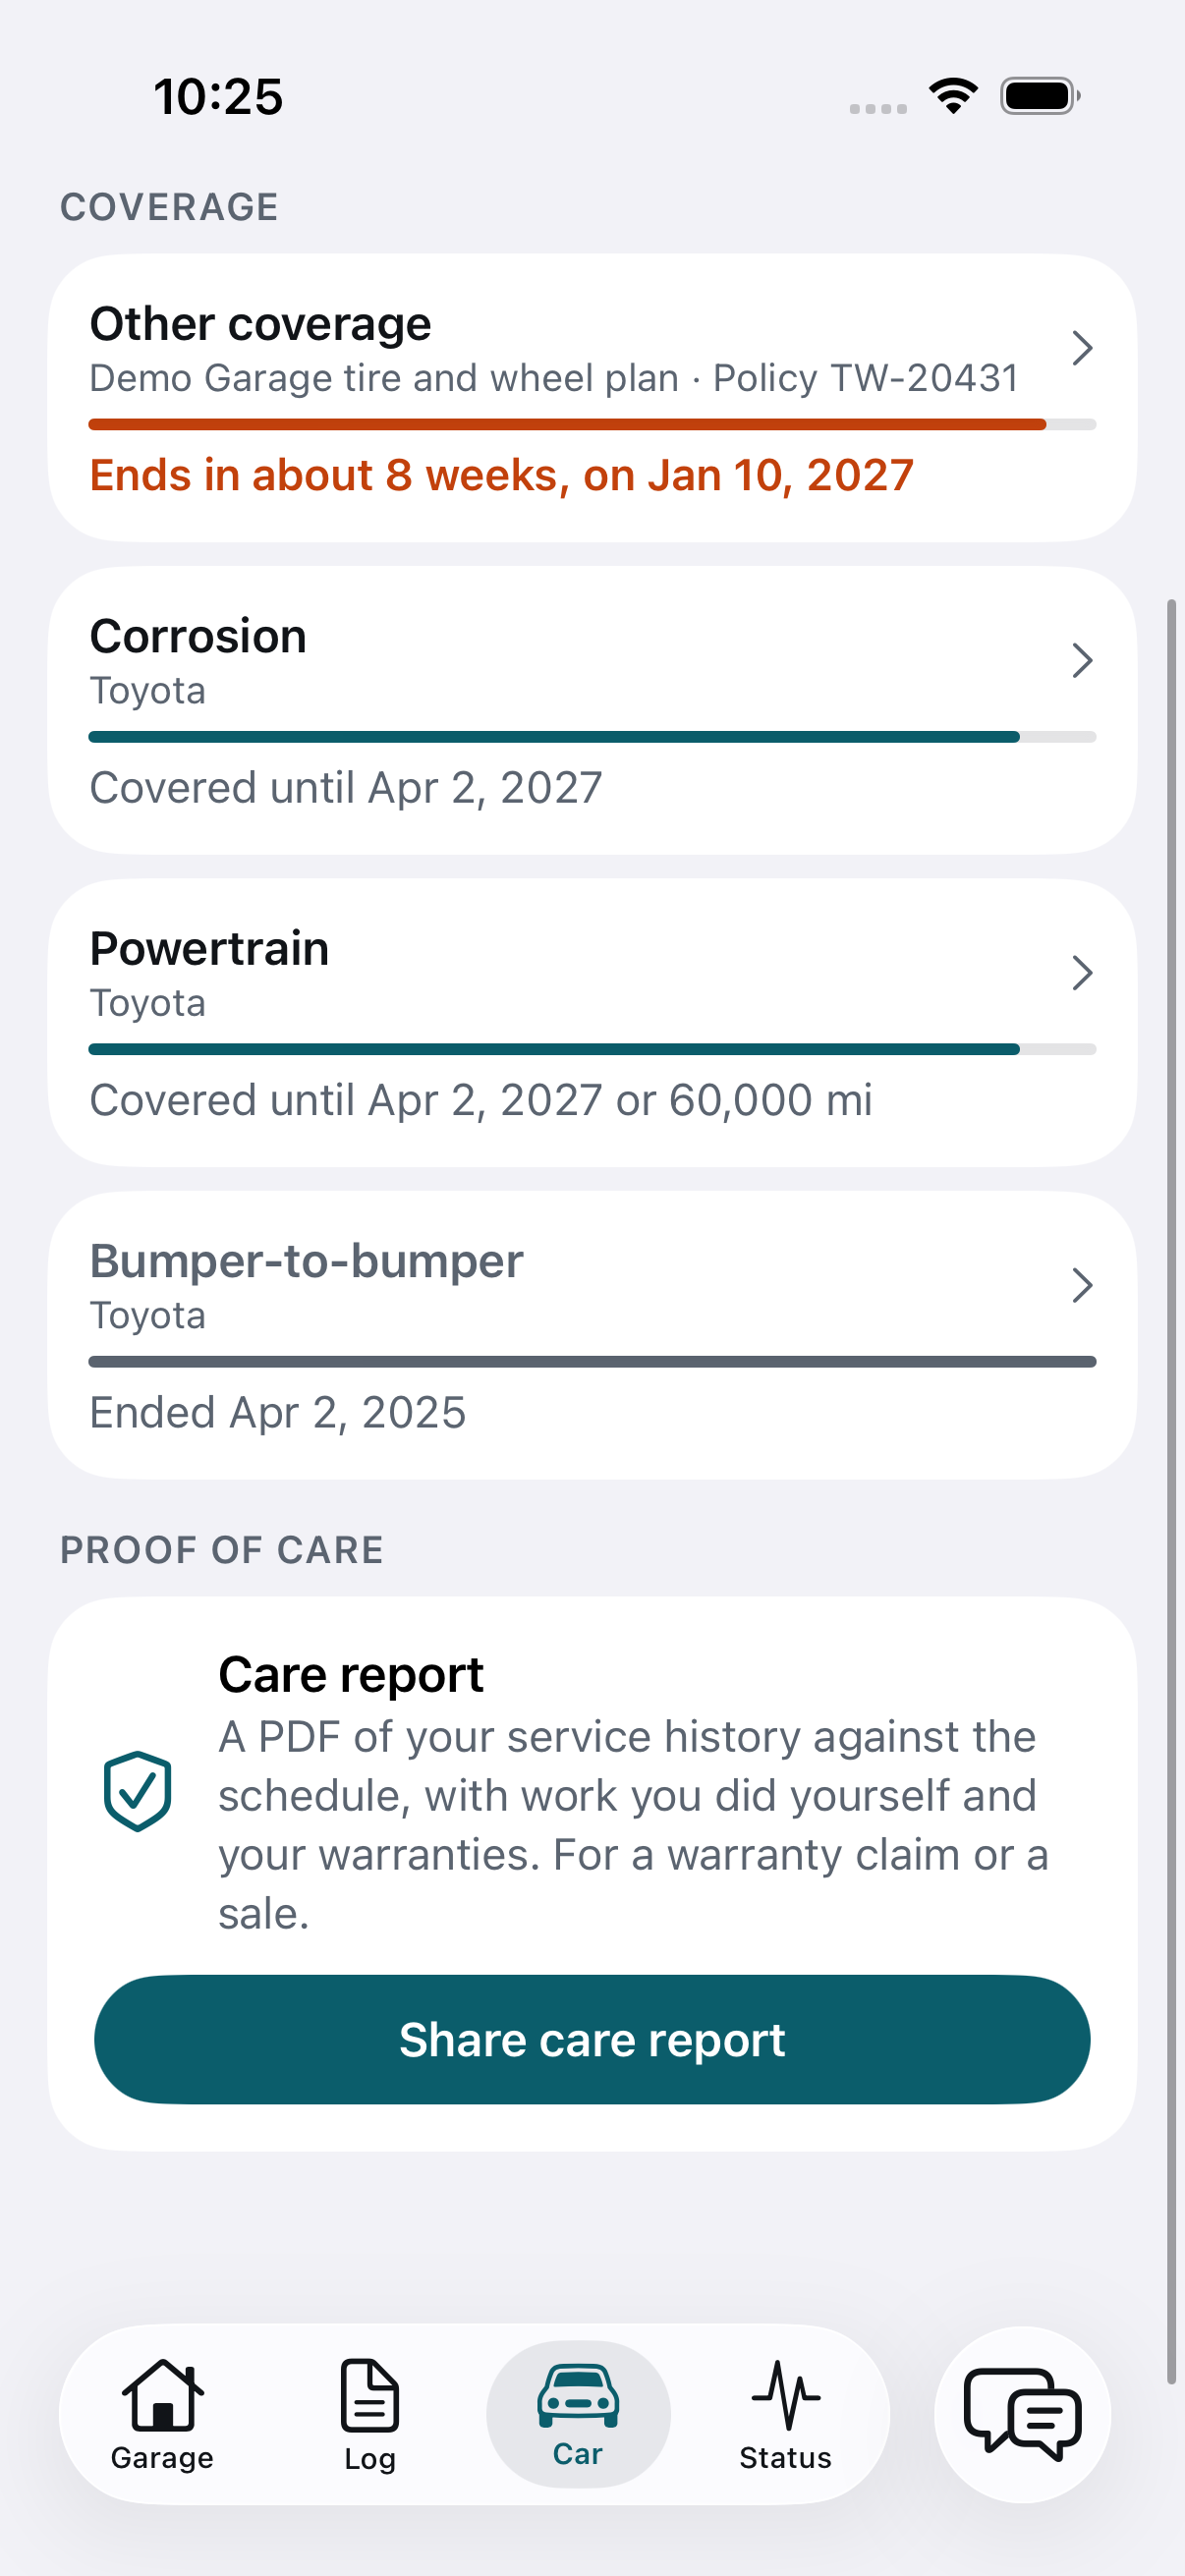 10:25
COVERAGE
Other coverage
Demo Garage tire and wheel plan · Policy TW-20431
Ends in about 8 weeks, on Jan 10, 2027
Corrosion
Toyota
Covered until Apr 2, 2027
Powertrain
Toyota
Covered until Apr 2, 2027 or 60,000 mi
Bumper-to-bumper
Toyota
Ended Apr 2, 2025
PROOF OF CARE
Care report
A PDF of your service history against the
schedule, with work you did yourself and
your warranties. For a warranty claim or a
sale.
Share care report
Garage
Log
Car
Status